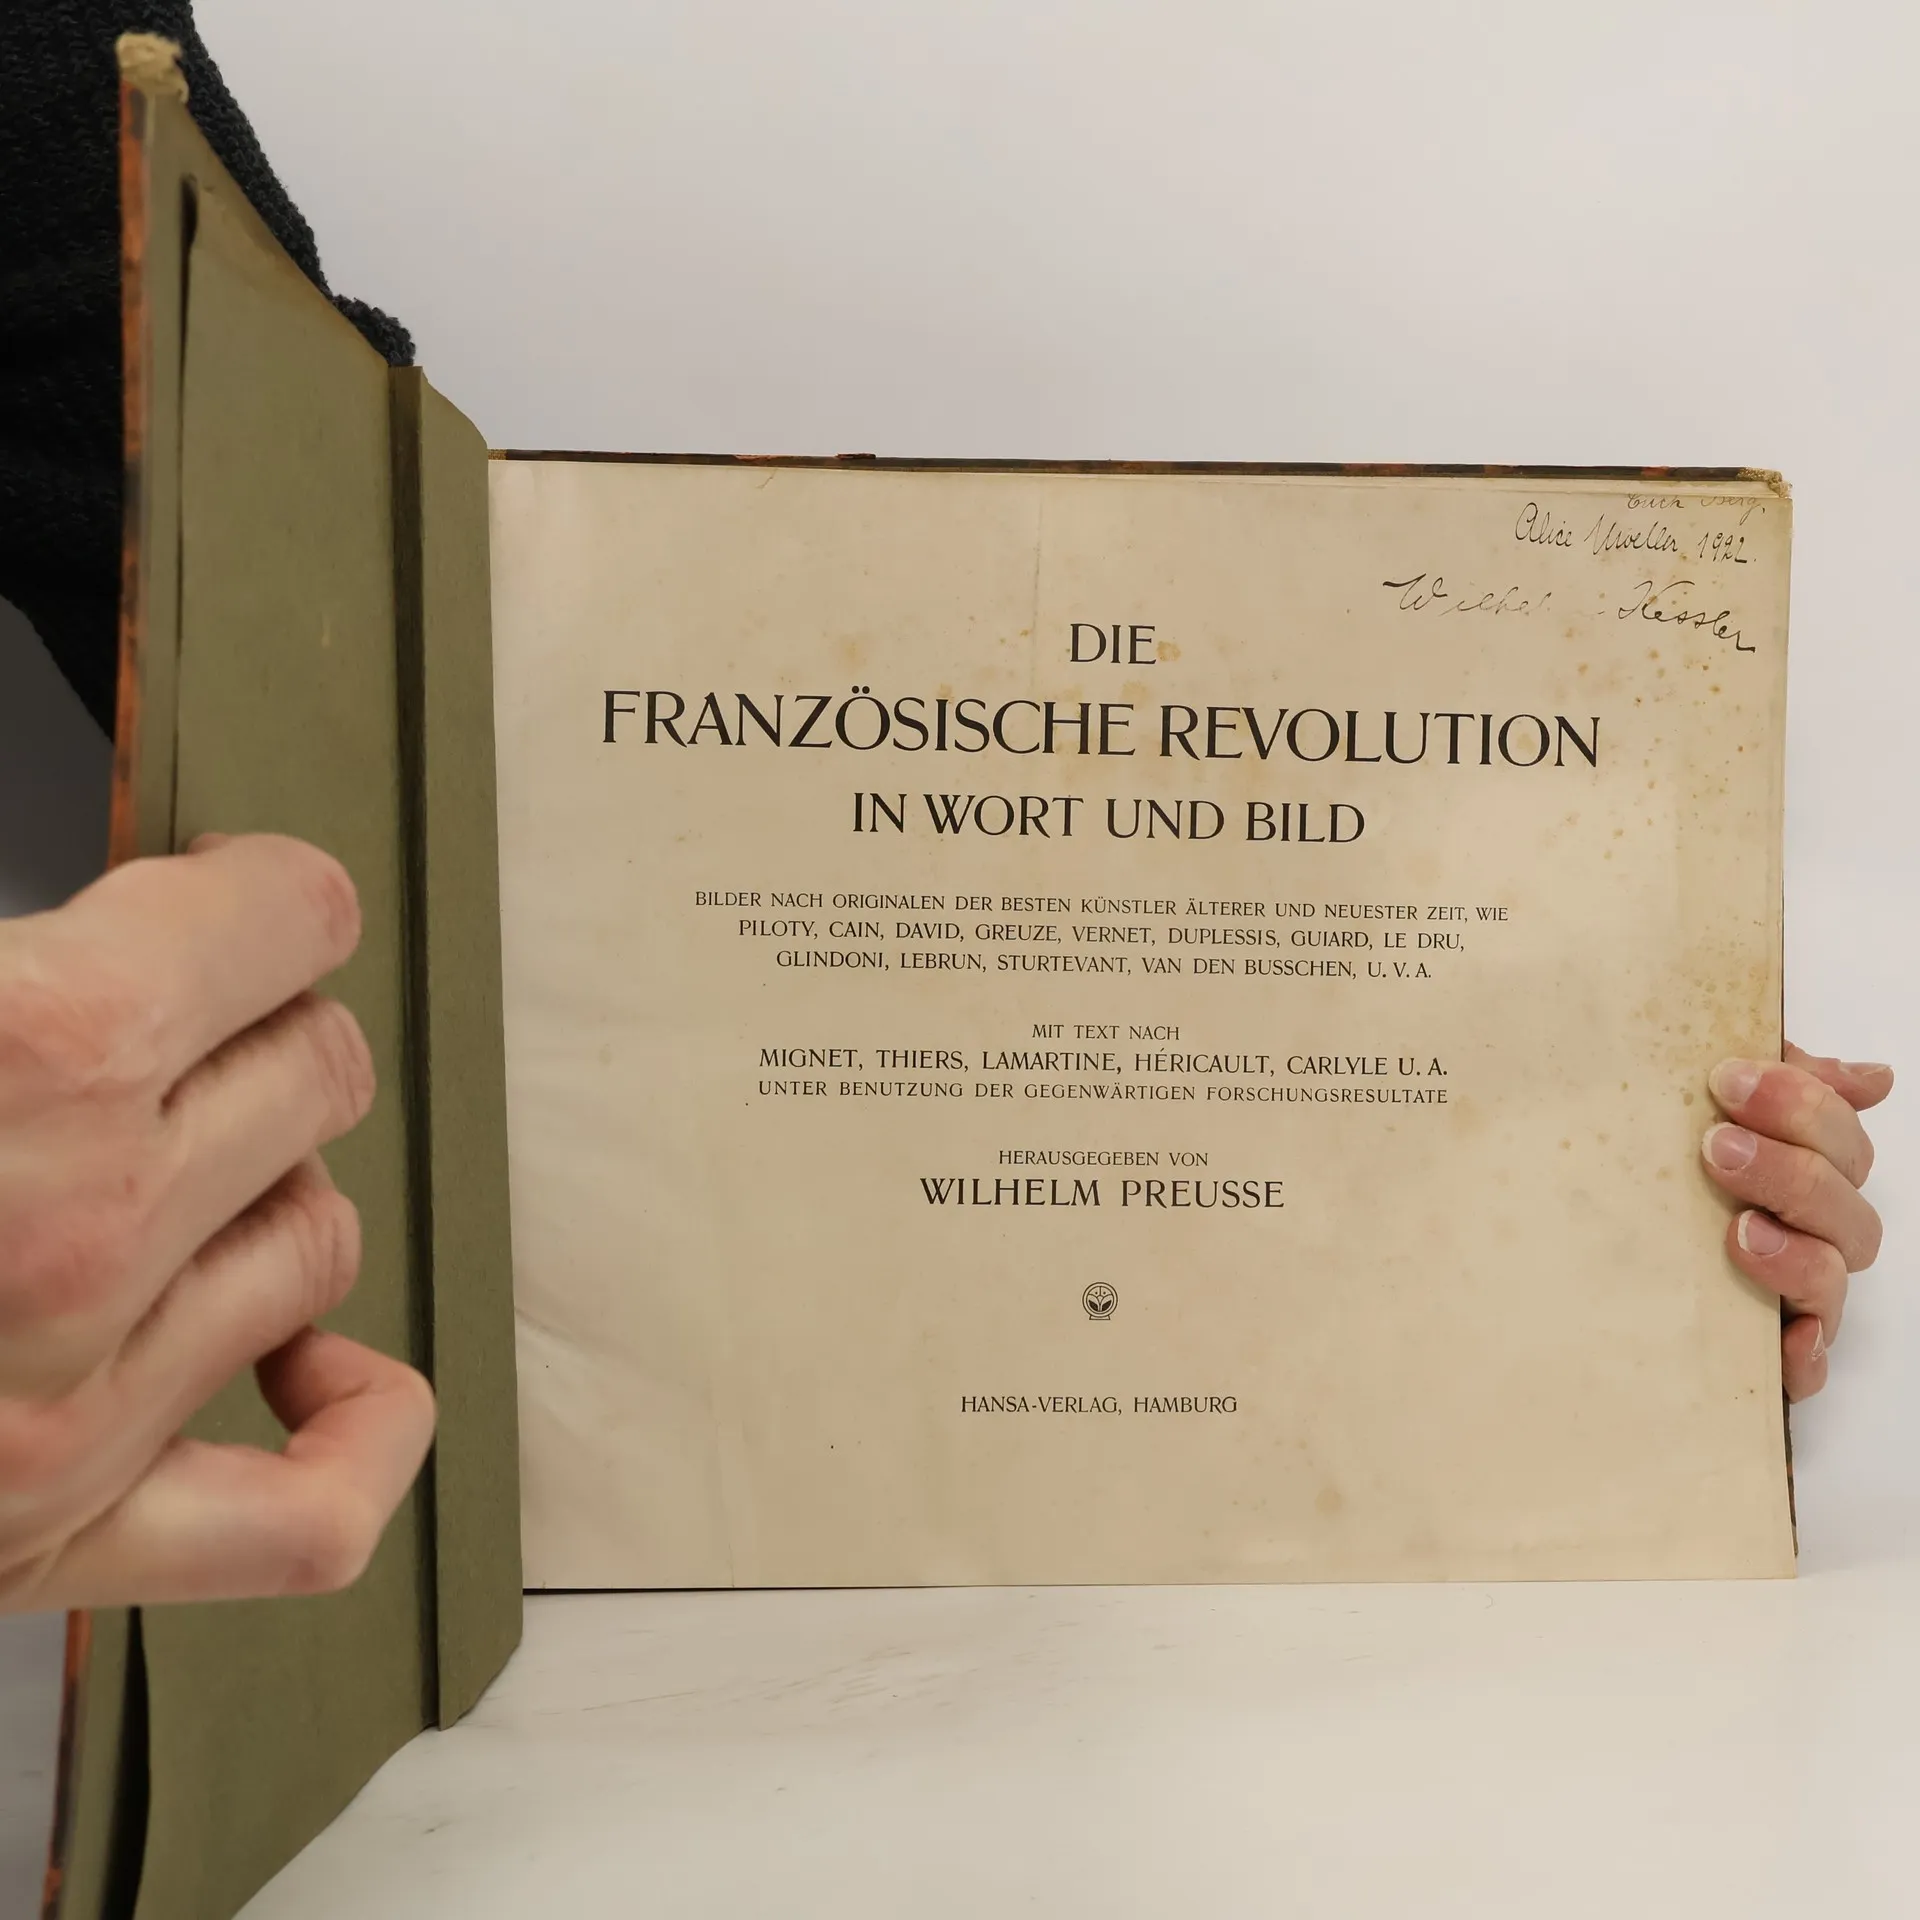 Berg.
Alice Moeller 1922.
Kessler
DIE
FRANZÖSISCHE REVOLUTION
IN WORT UND BILD
BILDER NACH ORIGINALEN DER BESTEN KÜNSTLER ÄLTERER UND NEUESTER ZEIT, WIE
PILOTY, CAIN, DAVID, GREUZE, VERNET, DUPLESSIS, GUIARD, LE DRU,
GLINDONI, LEBRUN, STURTEVANT, VAN DEN BUSSCHEN, U. V. A.
MIT TEXT NACH
MIGNET, THIERS, LAMARTINE, HÉRICAULT, CARLYLE U. A.
UNTER BENUTZUNG DER GEGENWÄRTIGEN FORSCHUNGSRESULTATE
HERAUSGEGEBEN VON
WILHELM PREUSSE
HANSA-VERLAG, HAMBURG